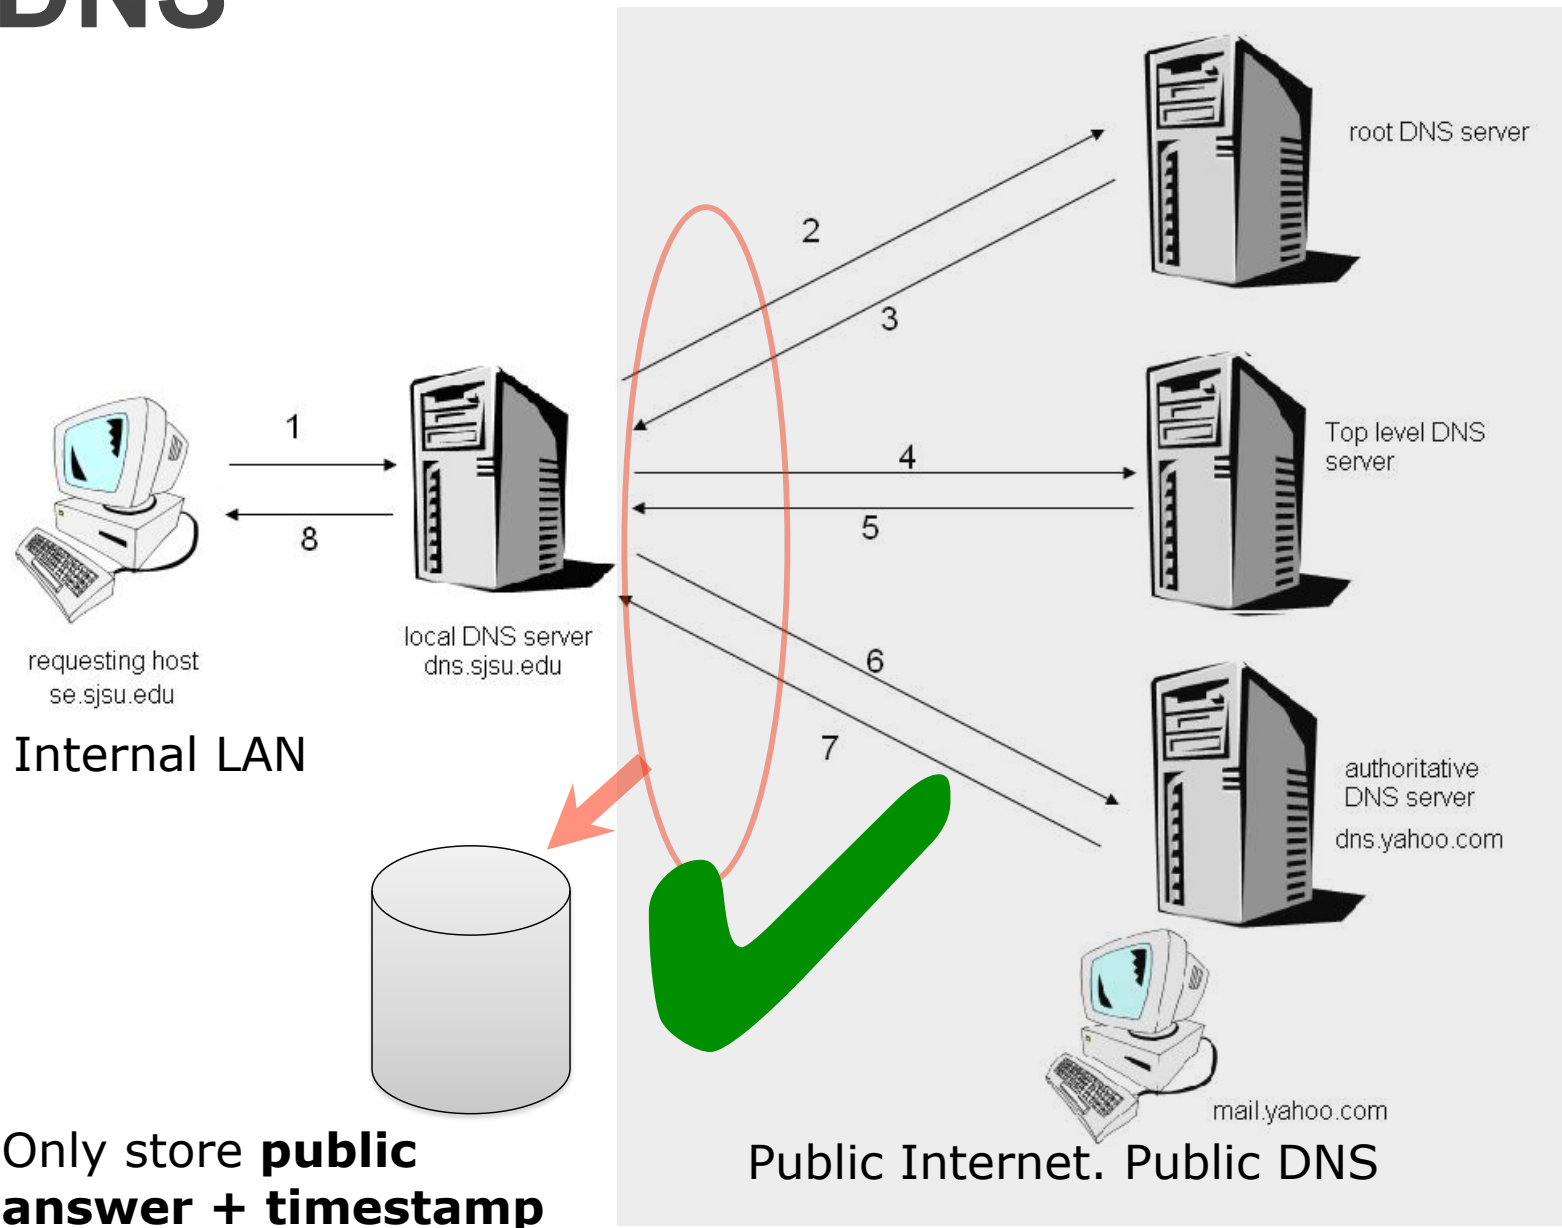 DNS
root DNS server
2
3
1
4
Top level DNS
server
5
8
local DNS server
dns.sjsu.edu
6
requesting host
se.sjsu.edu
7
Internal LAN
authoritative
DNS server
dns.yahoo.com
mail.yahoo.com
Only store public
answer + timestamp
Public Internet. Public DNS